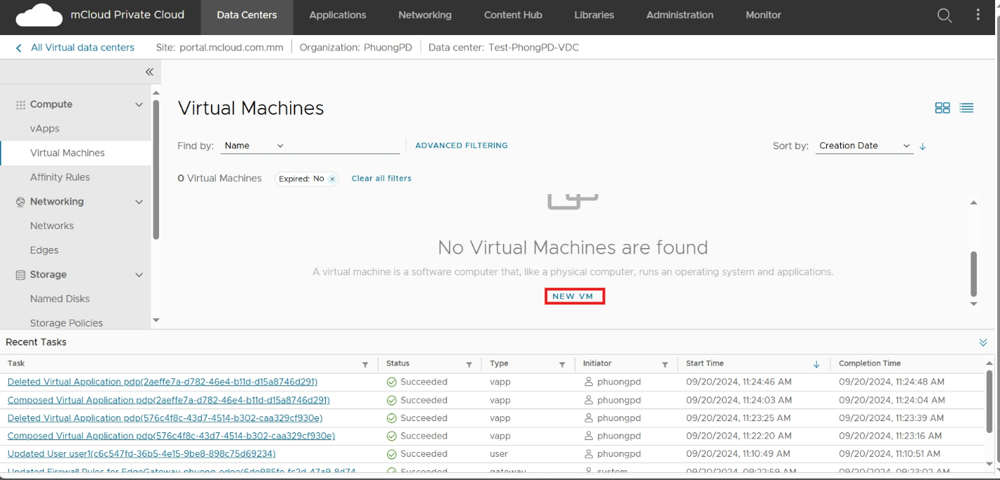 mCloud Private Cloud Data Centers Applications Networking Content Hub Libraries Administration Monitor
All Virtual data centers Site: portal.mcloud.com.mm Organization: PhuongPD Data center: Test-PhongPD-VDC
Compute
vApps
Virtual Machines
Affinity Rules
Networking
Networks
Edges
Storage
Named Disks
Storage Policies
Virtual Machines
Find by: Name ADVANCED FILTERING Sort by: Creation Date
0 Virtual Machines Expired: No × Clear all filters
No Virtual Machines are found
A virtual machine is a software computer that, like a physical computer, runs an operating system and applications.
NEW VM
Recent Tasks
Task Status Type Initiator Start Time Completion Time
Deleted Virtual Application pdp(2aeffe7a-d782-46e4-b11d-d15a8746d291) Succeeded vapp phuongpd 09/20/2024, 11:24:46 AM 09/20/2024, 11:24:48 AM
Composed Virtual Application pdp(2aeffe7a-d782-46e4-b11d-d15a8746d291) Succeeded vapp phuongpd 09/20/2024, 11:24:03 AM 09/20/2024, 11:24:04 AM
Deleted Virtual Application pdp(576c4f8c-43d7-4514-b302-caa329cf930e) Succeeded vapp phuongpd 09/20/2024, 11:23:25 AM 09/20/2024, 11:23:39 AM
Composed Virtual Application pdp(576c4f8c-43d7-4514-b302-caa329cf930e) Succeeded vapp phuongpd 09/20/2024, 11:22:20 AM 09/20/2024, 11:23:16 AM
Updated User user1(c6c547fd-36b5-4e15-9be8-898c75d69234) Succeeded user phuongpd 09/20/2024, 11:10:49 AM 09/20/2024, 11:10:51 AM
Updated Firewall Rules for EdgeGateway Succeeded gateway system 09/20/2024, 09:22:59 AM 09/20/2024, 09:23:02 AM